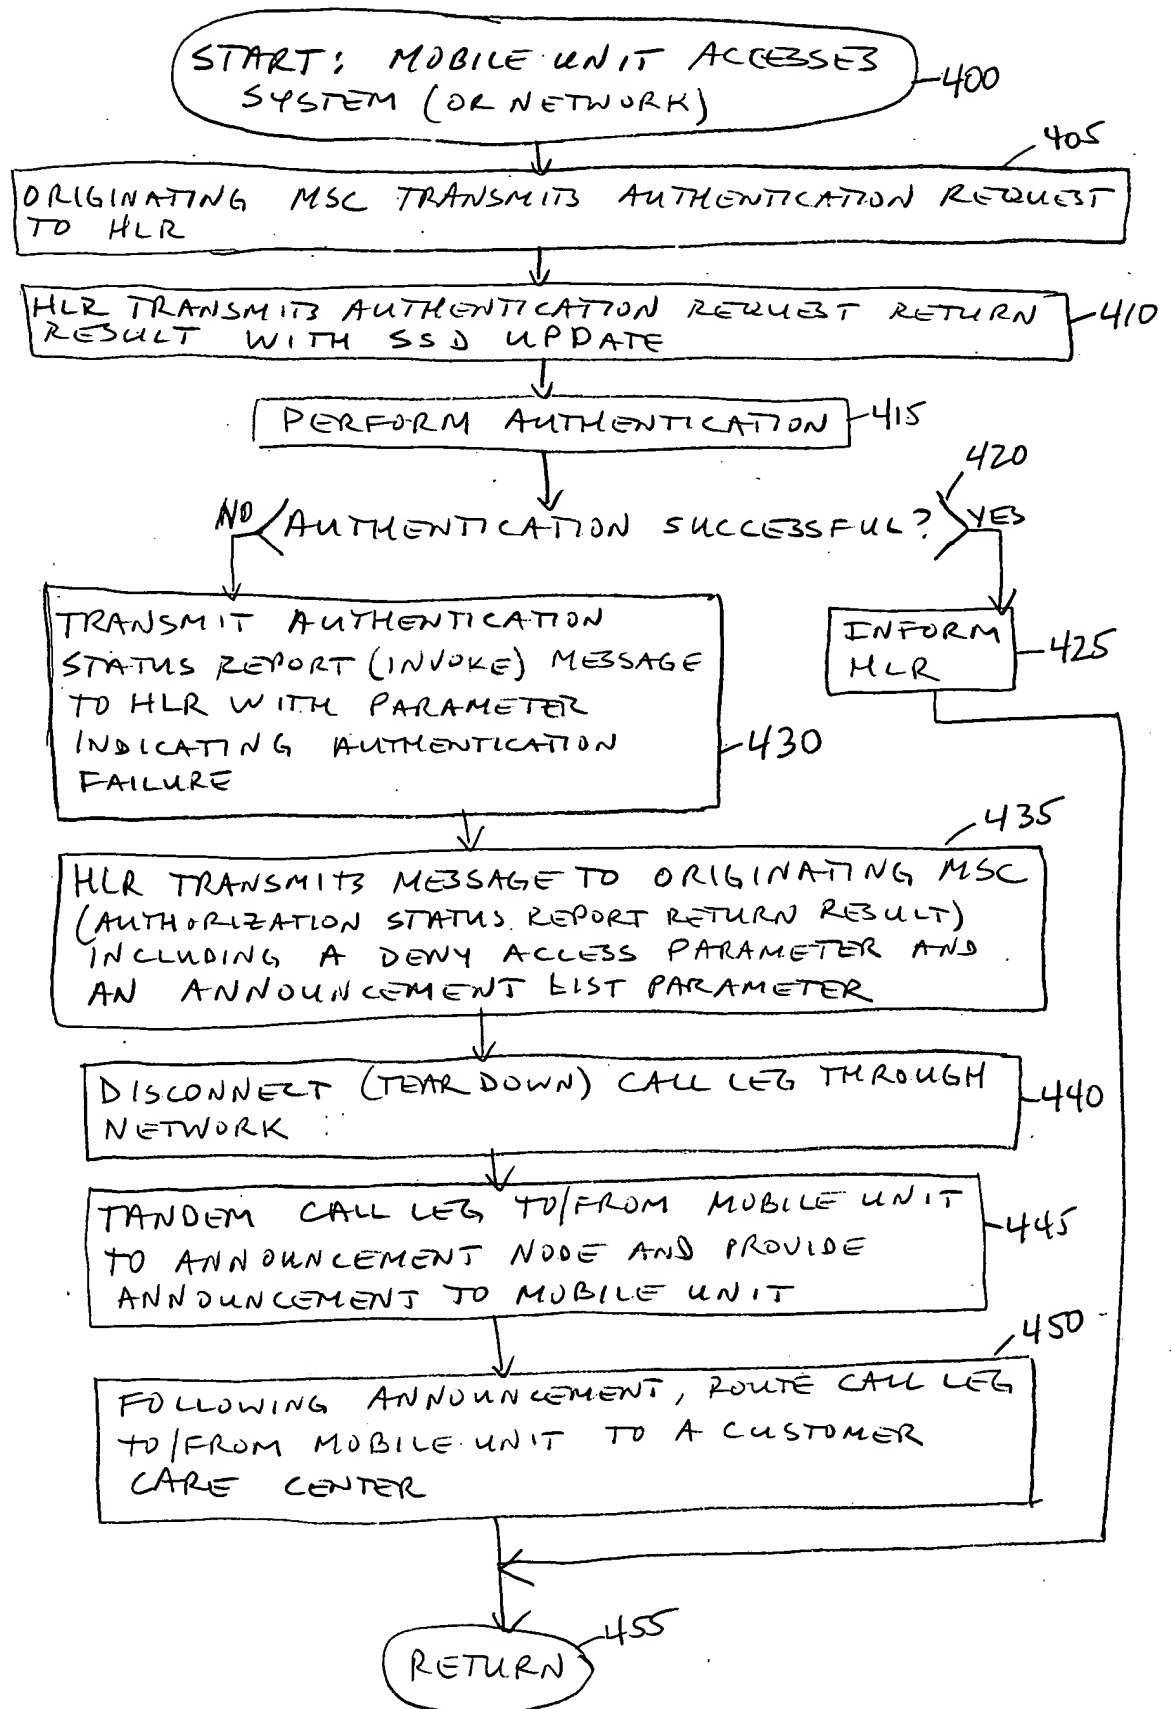 START: MOBILE UNIT ACCESSES
SYSTEM (OR NETWORK)
400
405
ORIGINATING MSC TRANSMITS AUTHENTICATION REQUEST
TO HLR
HLR TRANSMITS AUTHENTICATION REQUEST RETURN
RESULT WITH SSD UPDATE
410
PERFORM AUTHENTICATION
415
420
NO
AUTHENTICATION SUCCESSFUL?
YES
TRANSMIT AUTHENTICATION
STATUS REPORT (INVOKE) MESSAGE
TO HLR WITH PARAMETER
INDICATING AUTHENTICATION
FAILURE
430
INFORM
HLR
425
435
HLR TRANSMITS MESSAGE TO ORIGINATING MSC
(AUTHORIZATION STATUS REPORT RETURN RESULT)
INCLUDING A DENY ACCESS PARAMETER AND
AN ANNOUNCEMENT LIST PARAMETER
DISCONNECT (TEAR DOWN) CALL LEG THROUGH
NETWORK
440
TANDEM CALL LEG TO/FROM MOBILE UNIT
TO ANNOUNCEMENT NODE AND PROVIDE
ANNOUNCEMENT TO MOBILE UNIT
445
450
FOLLOWING ANNOUNCEMENT, ROUTE CALL LEG
TO/FROM MOBILE UNIT TO A CUSTOMER
CARE CENTER
455
RETURN